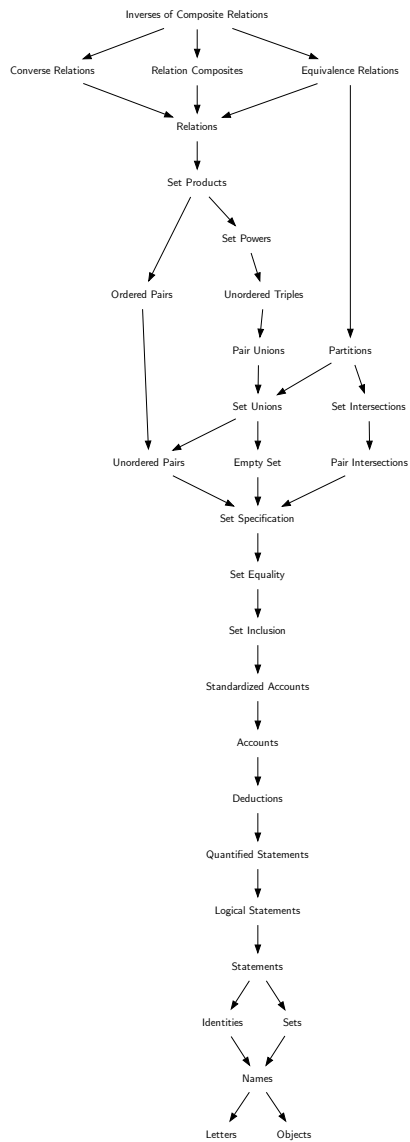 Inverses of Composite Relations
Converse Relations
Relation Composites
Equivalence Relations
Relations
Set Products
Set Powers
Ordered Pairs
Unordered Triples
Pair Unions
Partitions
Set Unions
Set Intersections
Unordered Pairs
Empty Set
Pair Intersections
Set Specification
Set Equality
Set Inclusion
Standardized Accounts
Accounts
Deductions
Quantified Statements
Logical Statements
Statements
Identities
Sets
Names
Letters
Objects